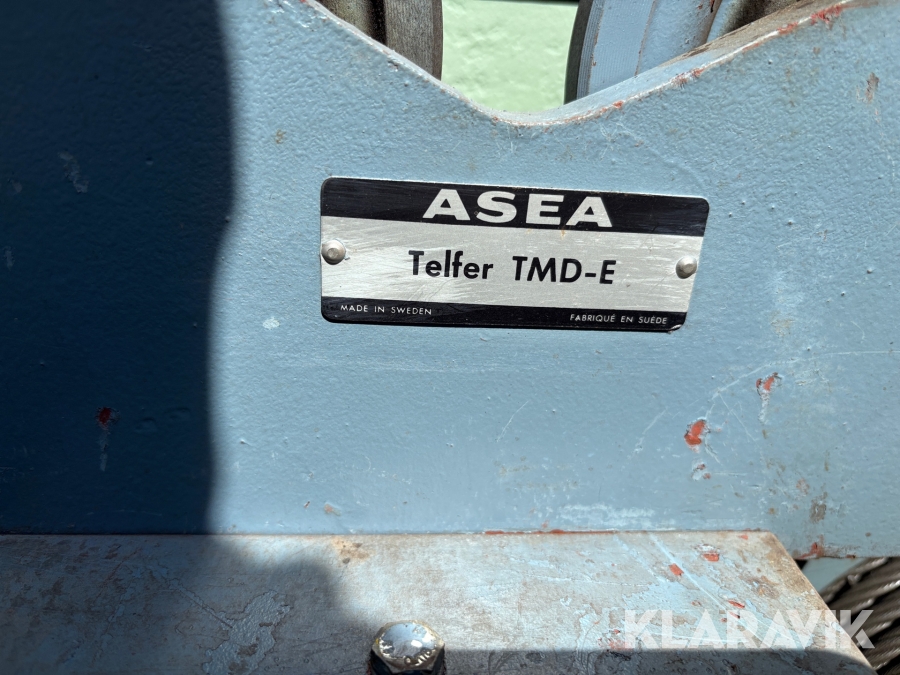 ASEA
Telfer TMD-E
MADE IN SWEDEN
FABRIQUÉ EN SUÈDE
KLARAVIK